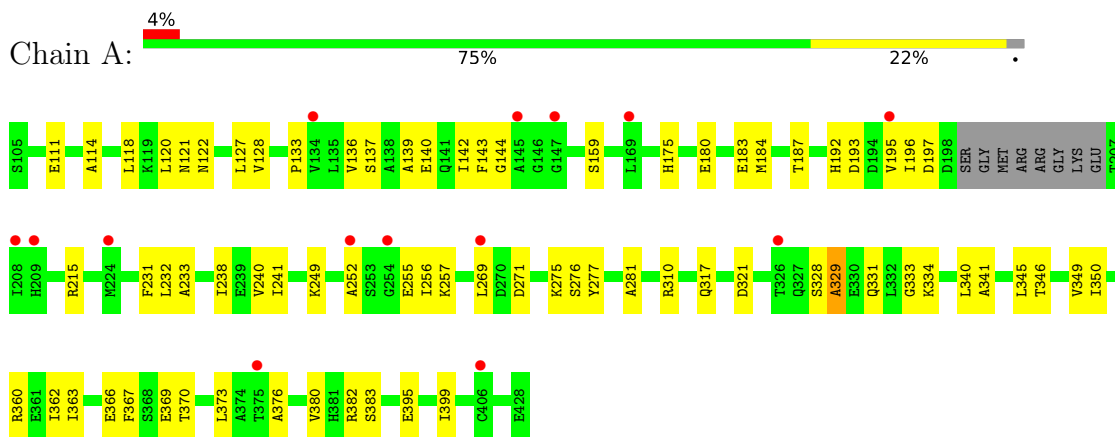 4%
Chain A:
75% 22% •
S105 E111 A114 L118 K119 L120 N121 N122 L127 V128 P133 V134 L135 V136 S137 A138 A139 E140 Q141 I142 F143 G144 A145 G146 G147 S159 L169 H175 E180 E183 M184 T187 H192 D193 D194 V195 I196 D197 D198 SER GLY MET ARG ARG GLY LYS GLU T207
I208 H209 R215 M224 F231 L232 A233 I238 E239 V240 I241 K249 A252 S253 G254 E255 I256 K257 L269 D270 D271 K275 S276 Y277 A281 R310 Q317 D321 T326 Q327 S328 A329 E330 Q331 L332 G333 K334 L340 A341 L345 T346 V349 I350
R360 E361 I362 I363 E366 F367 S368 E369 T370 L373 A374 T375 A376 V380 H381 R382 S383 E395 I399 C406 E428